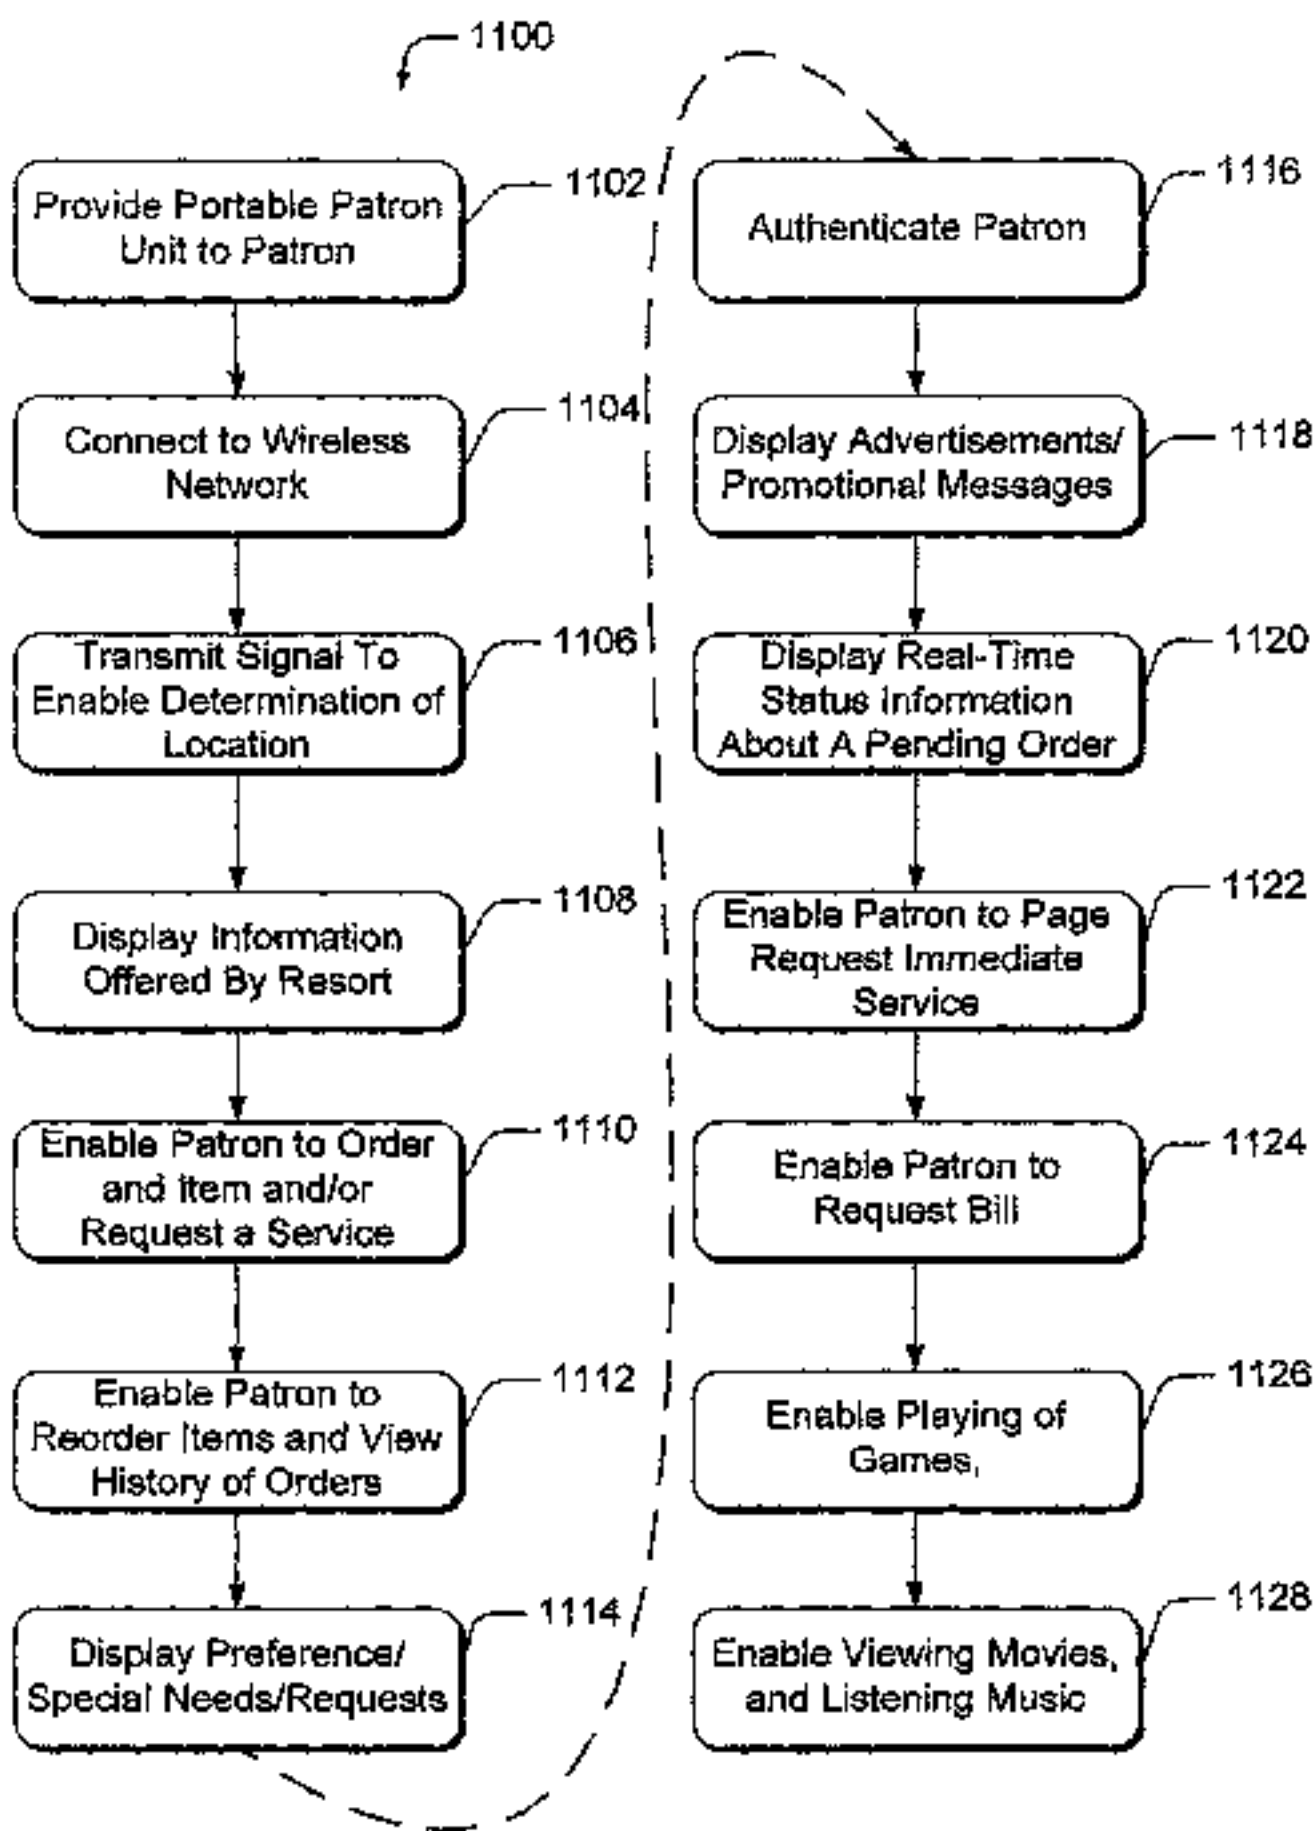 1100
Provide Portable Patron
Unit to Patron
1102
Connect to Wireless
Network
1104
Transmit Signal To
Enable Determination of
Location
1106
Display Information
Offered By Resort
1108
Enable Patron to Order
and Item and/or
Request a Service
1110
Enable Patron to
Reorder Items and View
History of Orders
1112
Display Preference/
Special Needs/Requests
1114
Authenticate Patron
1116
Display Advertisements/
Promotional Messages
1118
Display Real-Time
Status Information
About A Pending Order
1120
Enable Patron to Page
Request Immediate
Service
1122
Enable Patron to
Request Bill
1124
Enable Playing of
Games,
1126
Enable Viewing Movies,
and Listening Music
1128